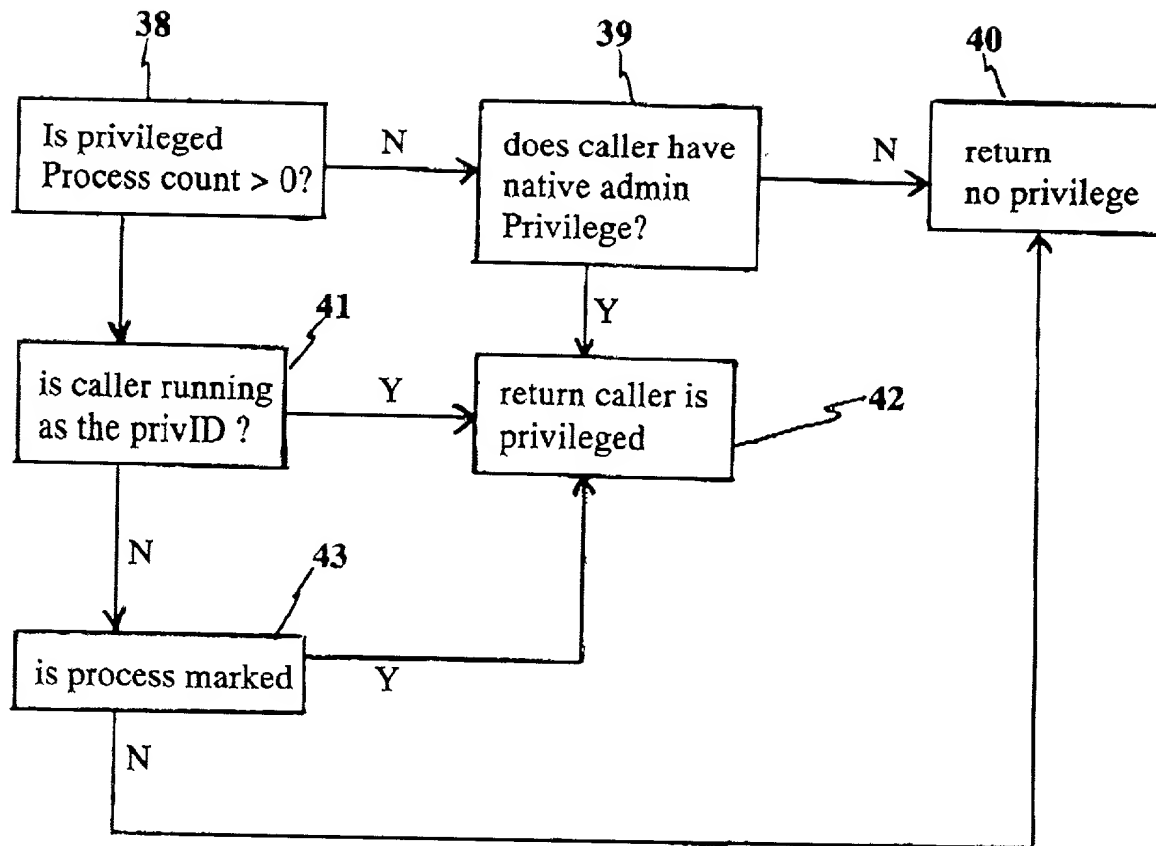 38
39
40
Is privileged
Process count > 0?
N
does caller have
native admin
Privilege?
N
return
no privilege
Y
41
is caller running
as the privID ?
Y
return caller is
privileged
42
N
43
is process marked
Y
N